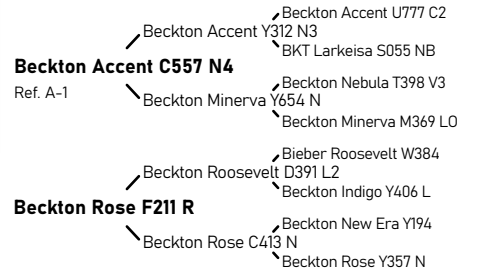 Beckton Accent U777 C2
Beckton Accent Y312 N3
BKT Larkeisa S055 NB
Beckton Accent C557 N4
Beckton Nebula T398 V3
Ref. A-1
Beckton Minerva Y654 N
Beckton Minerva M369 LO
Bieber Roosevelt W384
Beckton Roosevelt D391 L2
Beckton Indigo Y406 L
Beckton Rose F211 R
Beckton New Era Y194
Beckton Rose C413 N
Beckton Rose Y357 N